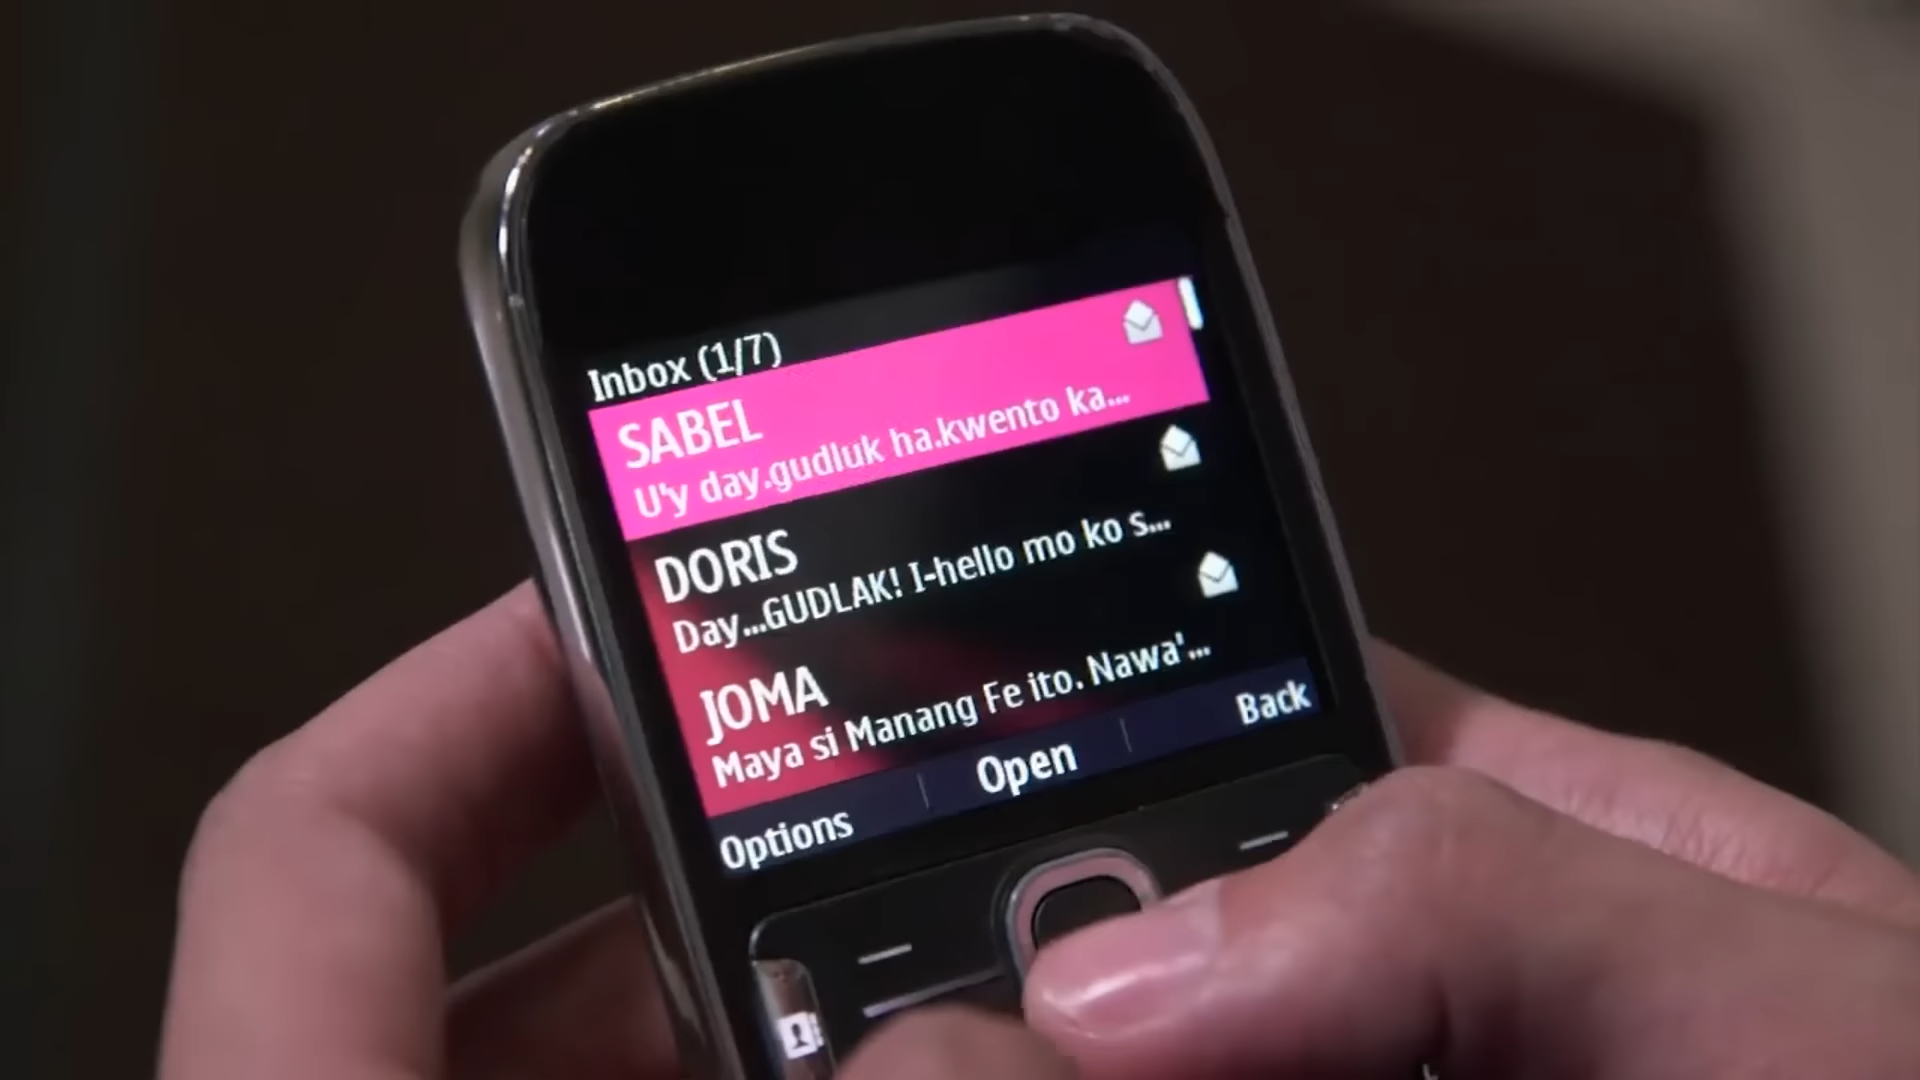 Inbox (1/7)
SABEL
U'y day.gudluk ha.kwento ka...
DORIS
Day...GUDLAK! I-hello mo ko s...
JOMA
Maya si Manang Fe ito. Nawa'...
Options
Open
Back